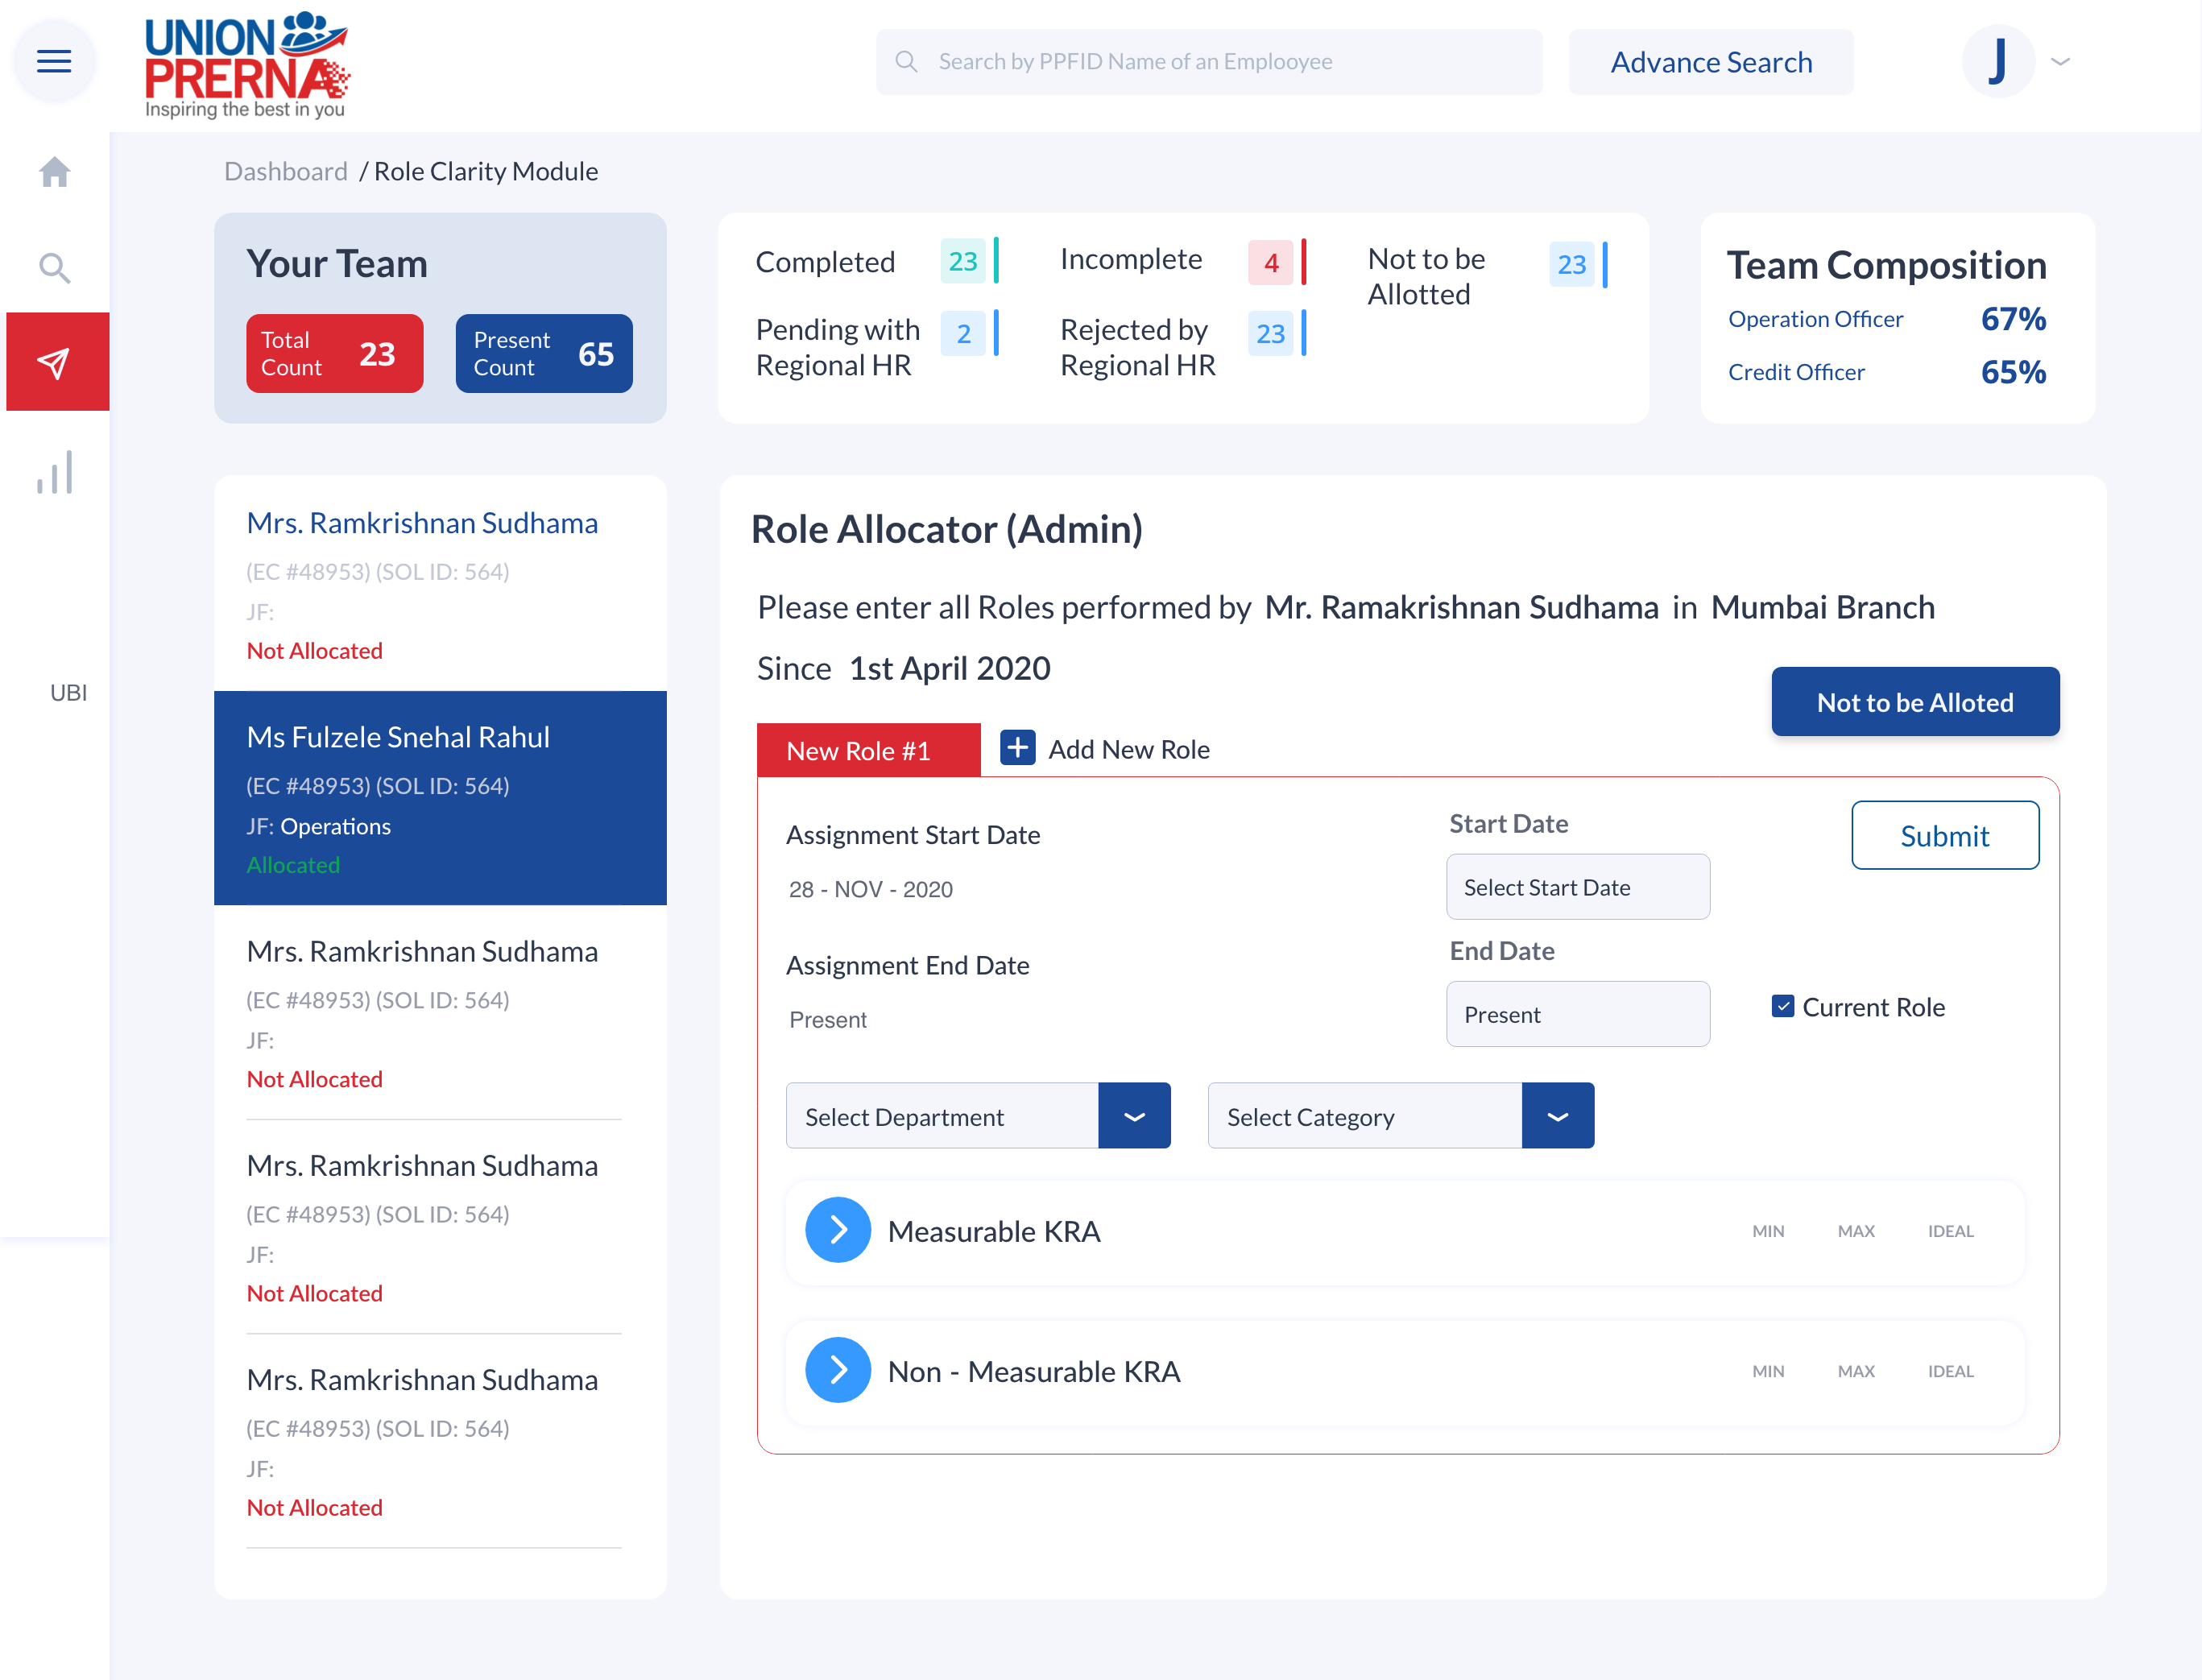 UNION
PRERNA
Inspiring the best in you
Search by PPFID Name of an Emplooyee
Advance Search
J
Dashboard / Role Clarity Module
Your Team
Total Count 23
Present Count 65
Completed 23
Incomplete 4
Not to be Allotted 23
Pending with Regional HR 2
Rejected by Regional HR 23
Team Composition
Operation Officer 67%
Credit Officer 65%
UBI
Mrs. Ramkrishnan Sudhama
(EC #48953) (SOL ID: 564)
JF:
Not Allocated
Ms Fulzele Snehal Rahul
(EC #48953) (SOL ID: 564)
JF: Operations
Allocated
Mrs. Ramkrishnan Sudhama
(EC #48953) (SOL ID: 564)
JF:
Not Allocated
Mrs. Ramkrishnan Sudhama
(EC #48953) (SOL ID: 564)
JF:
Not Allocated
Mrs. Ramkrishnan Sudhama
(EC #48953) (SOL ID: 564)
JF:
Not Allocated
Role Allocator (Admin)
Please enter all Roles performed by Mr. Ramakrishnan Sudhama in Mumbai Branch
Since 1st April 2020
Not to be Alloted
New Role #1
Add New Role
Assignment Start Date
28 - NOV - 2020
Start Date
Select Start Date
Submit
Assignment End Date
Present
End Date
Present
Current Role
Select Department
Select Category
Measurable KRA MIN MAX IDEAL
Non - Measurable KRA MIN MAX IDEAL